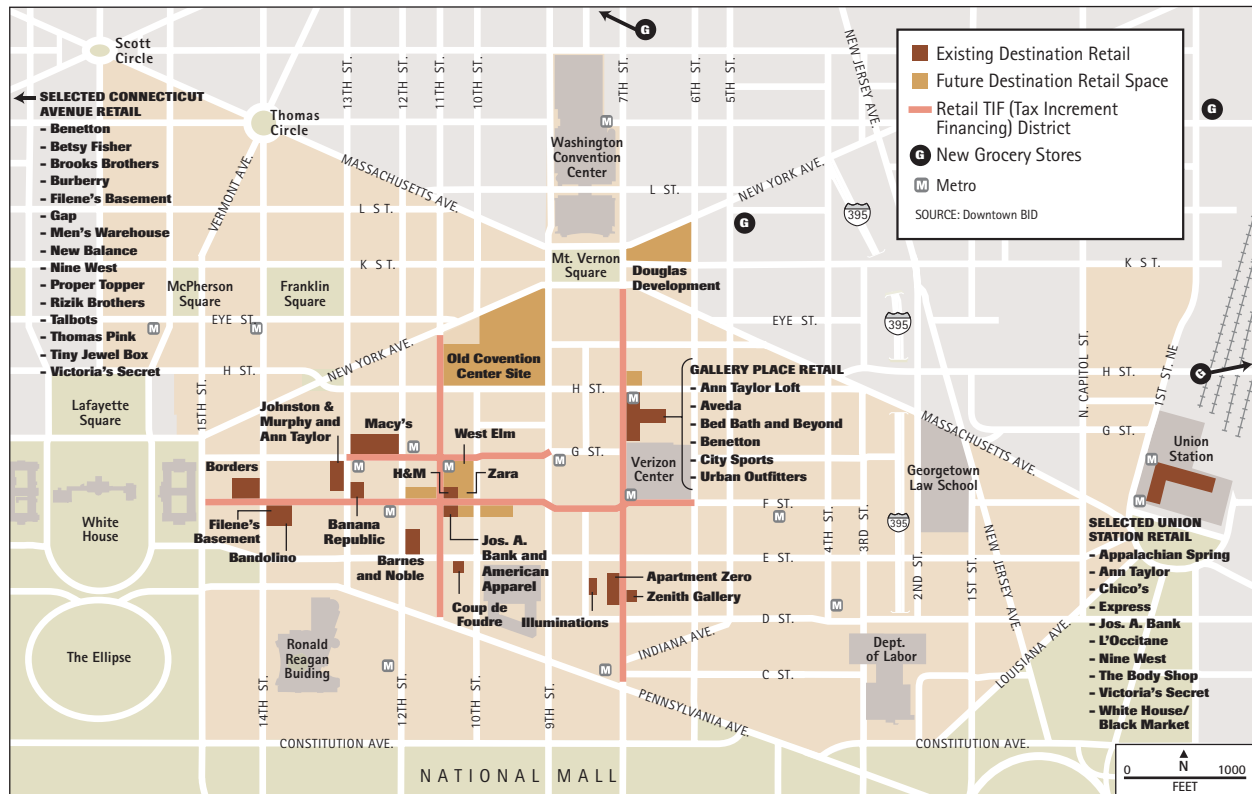 Scott
Circle
SELECTED CONNECTICUT
AVENUE RETAIL
- Benetton
- Betsy Fisher
- Brooks Brothers
- Burberry
- Filene's Basement
- Gap
- Men's Warehouse
- New Balance
- Nine West
- Proper Topper
- Rizik Brothers
- Talbots
- Thomas Pink
- Tiny Jewel Box
- Victoria's Secret
Thomas
Circle
VERMONT AVE.
13TH ST.
12TH ST.
11TH ST.
10TH ST.
MASSACHUSETTS AVE.
L ST.
K ST.
McPherson
Square
Franklin
Square
EYE ST.
M
M
H ST.
NEW YORK AVE.
15TH ST.
Lafayette
Square
White
House
The Ellipse
G
7TH ST.
6TH ST.
5TH ST.
M
Washington
Convention
Center
L ST.
NEW YORK AVE.
NEW JERSEY AVE.
G
Mt. Vernon
Square
Douglas
Development
K ST.
K ST.
EYE ST.
395
395
395
G
Existing Destination Retail
Future Destination Retail Space
Retail TIF (Tax Increment
Financing) District
G New Grocery Stores
M Metro
SOURCE: Downtown BID
Old Covention
Center Site
H ST.
M
GALLERY PLACE RETAIL
- Ann Taylor Loft
- Aveda
- Bed Bath and Beyond
- Benetton
- City Sports
- Urban Outfitters
Verizon
Center
M
G ST.
M
Johnston &
Murphy and
Ann Taylor
Macy's
M
M
M
West Elm
H&M
Zara
Borders
Filene's
Basement
Bandolino
Banana
Republic
M
Barnes
and Noble
Jos. A.
Bank and
American
Apparel
Coup de
Foudre
Illuminations
Apartment Zero
Zenith Gallery
F ST.
M
E ST.
D ST.
M
INDIANA AVE.
C ST.
M
M
Ronald
Reagan
Buiding
14TH ST.
12TH ST.
10TH ST.
9TH ST.
PENNSYLVANIA AVE.
4TH ST.
3RD ST.
2ND ST.
1ST ST.
NEW JERSEY AVE.
LOUISIANA AVE.
Georgetown
Law School
Dept.
of Labor
MASSACHUSETTS AVE.
N. CAPITOL ST.
1ST ST. NE
H ST.
G
G ST.
Union
Station
M
SELECTED UNION
STATION RETAIL
- Appalachian Spring
- Ann Taylor
- Chico's
- Express
- Jos. A. Bank
- L'Occitane
- Nine West
- The Body Shop
- Victoria's Secret
- White House/
Black Market
CONSTITUTION AVE.
CONSTITUTION AVE.
NATIONAL MALL
N
0 1000
FEET